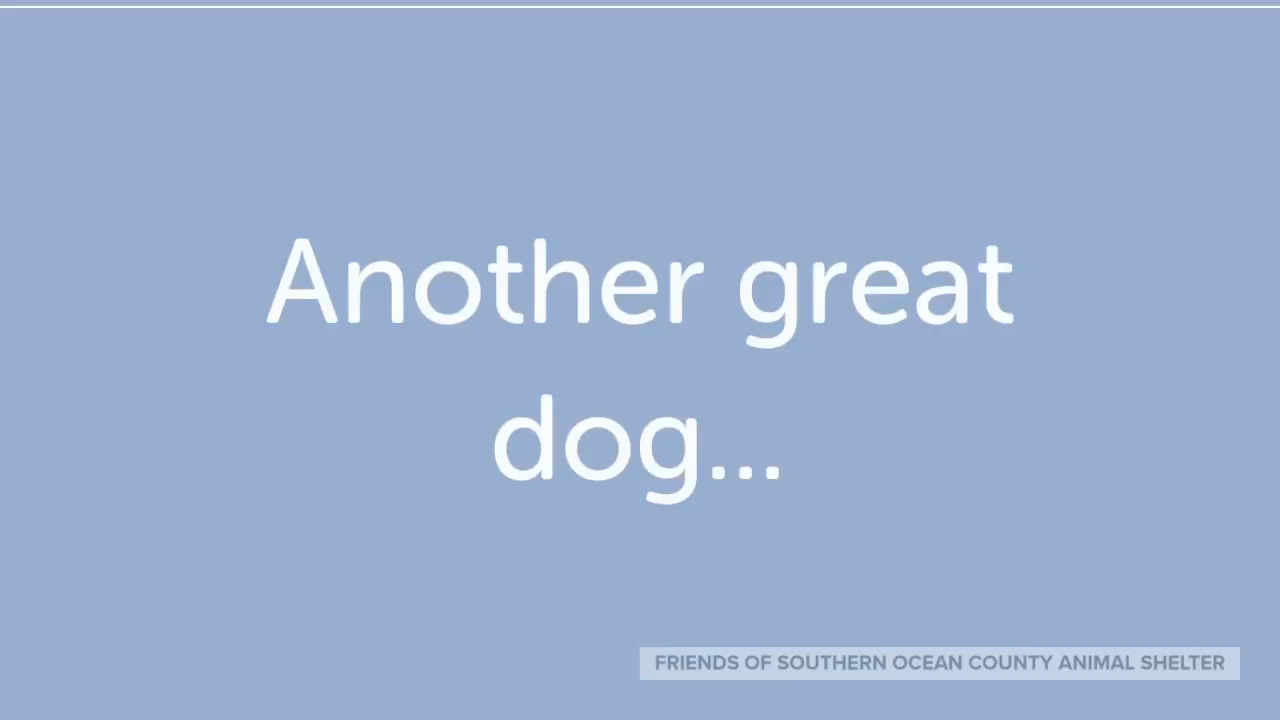 Another great
dog...
FRIENDS OF SOUTHERN OCEAN COUNTY ANIMAL SHELTER